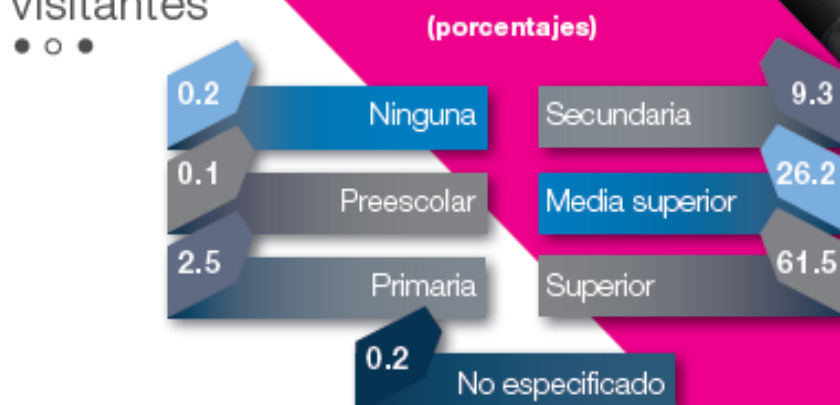 visitantes
(porcentajes)
0.2
Ninguna
0.1
Preescolar
2.5
Primaria
9.3
Secundaria
26.2
Media superior
61.5
Superior
0.2
No especificado